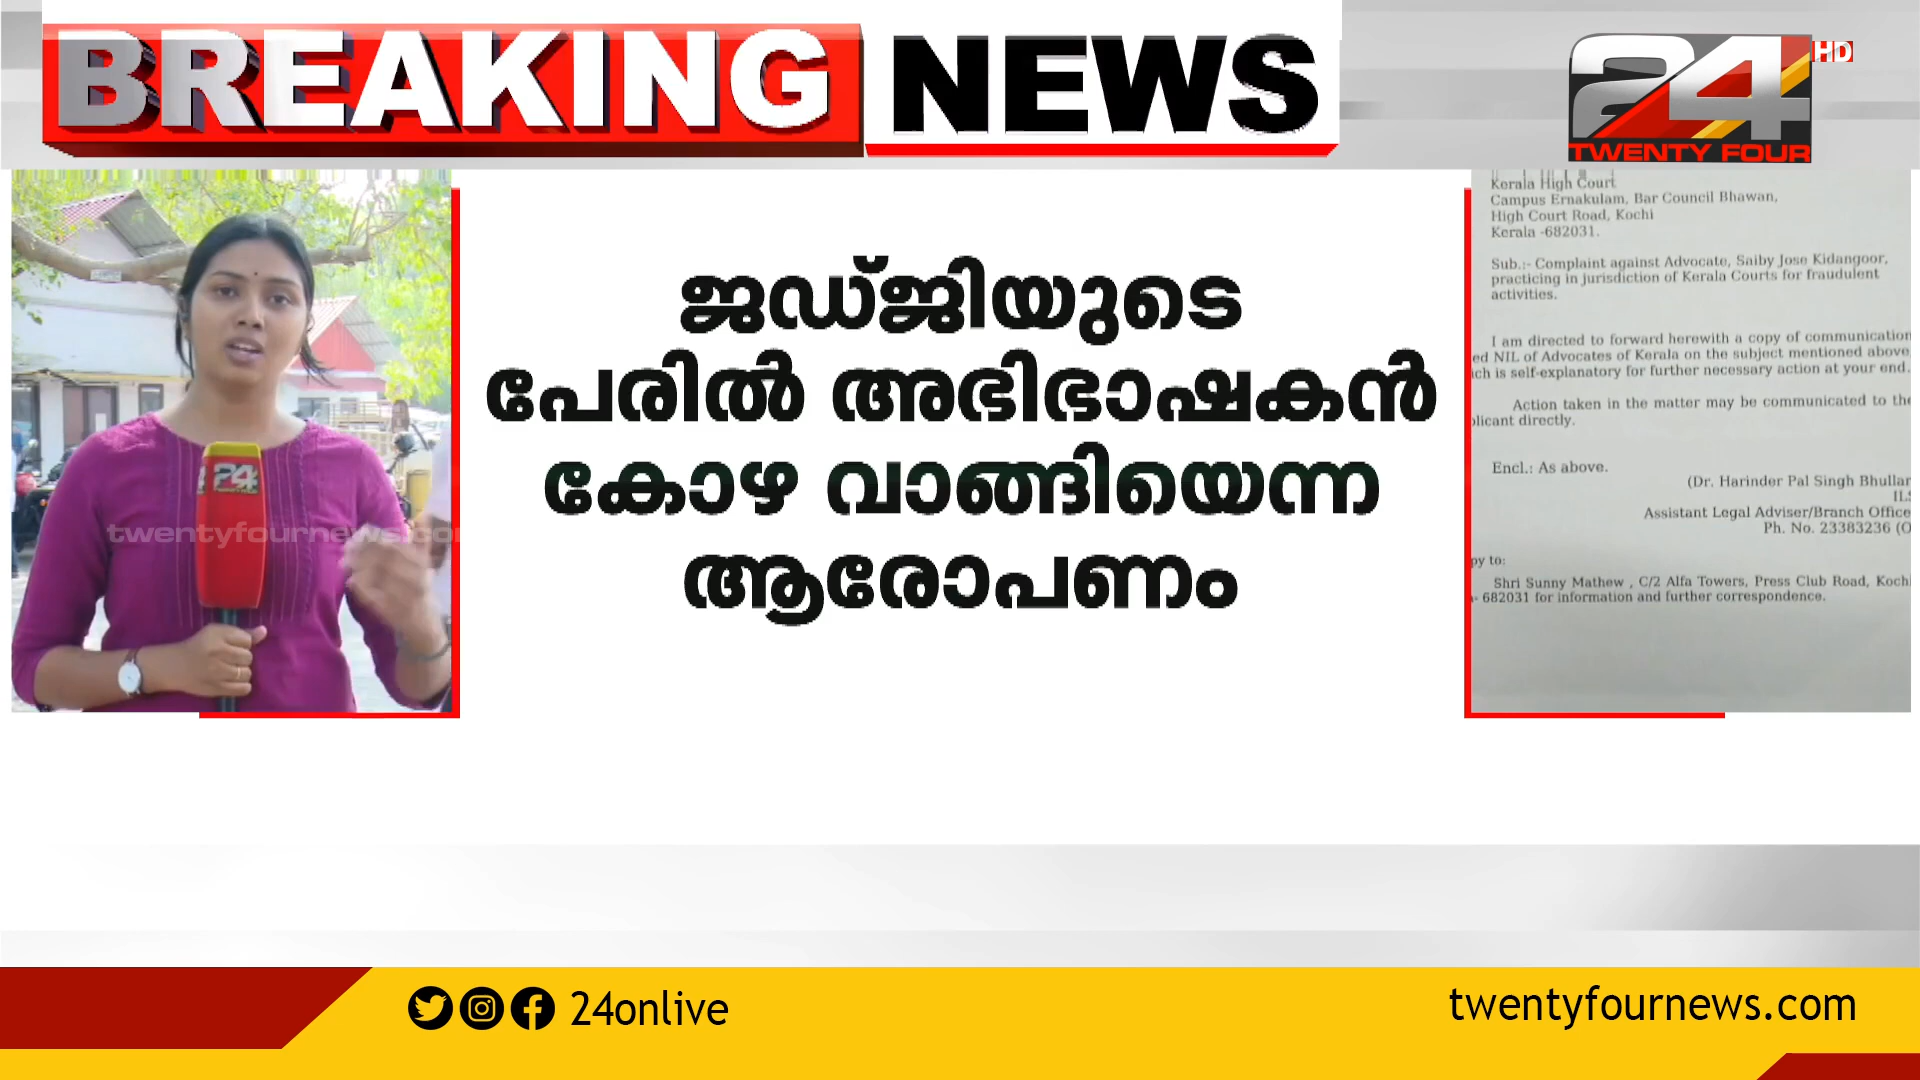 BREAKING NEWS
24 HD
TWENTY FOUR
ജഡ്ജിയുടെ
പേരിൽ അഭിഭാഷകൻ
കോഴ വാങ്ങിയെന്ന
ആരോപണം
24
twentyfournews.com
Kerala High Court
Campus Ernakulam, Bar Council Bhawan,
High Court Road, Kochi
Kerala -682031.
Sub.:- Complaint against Advocate, Saiby Jose Kidangoor,
practicing in jurisdiction of Kerala Courts for fraudulent
activities.
I am directed to forward herewith a copy of communication
ed NIL of Advocates of Kerala on the subject mentioned above,
ich is self-explanatory for further necessary action at your end.
Action taken in the matter may be communicated to the
plicant directly.
Encl.: As above.
(Dr. Harinder Pal Singh Bhullar
ILS
Assistant Legal Adviser/Branch Office
Ph. No. 23383236 (O
py to:
Shri Sunny Mathew , C/2 Alfa Towers, Press Club Road, Kochi
- 682031 for information and further correspondence.
24onlive
twentyfournews.com